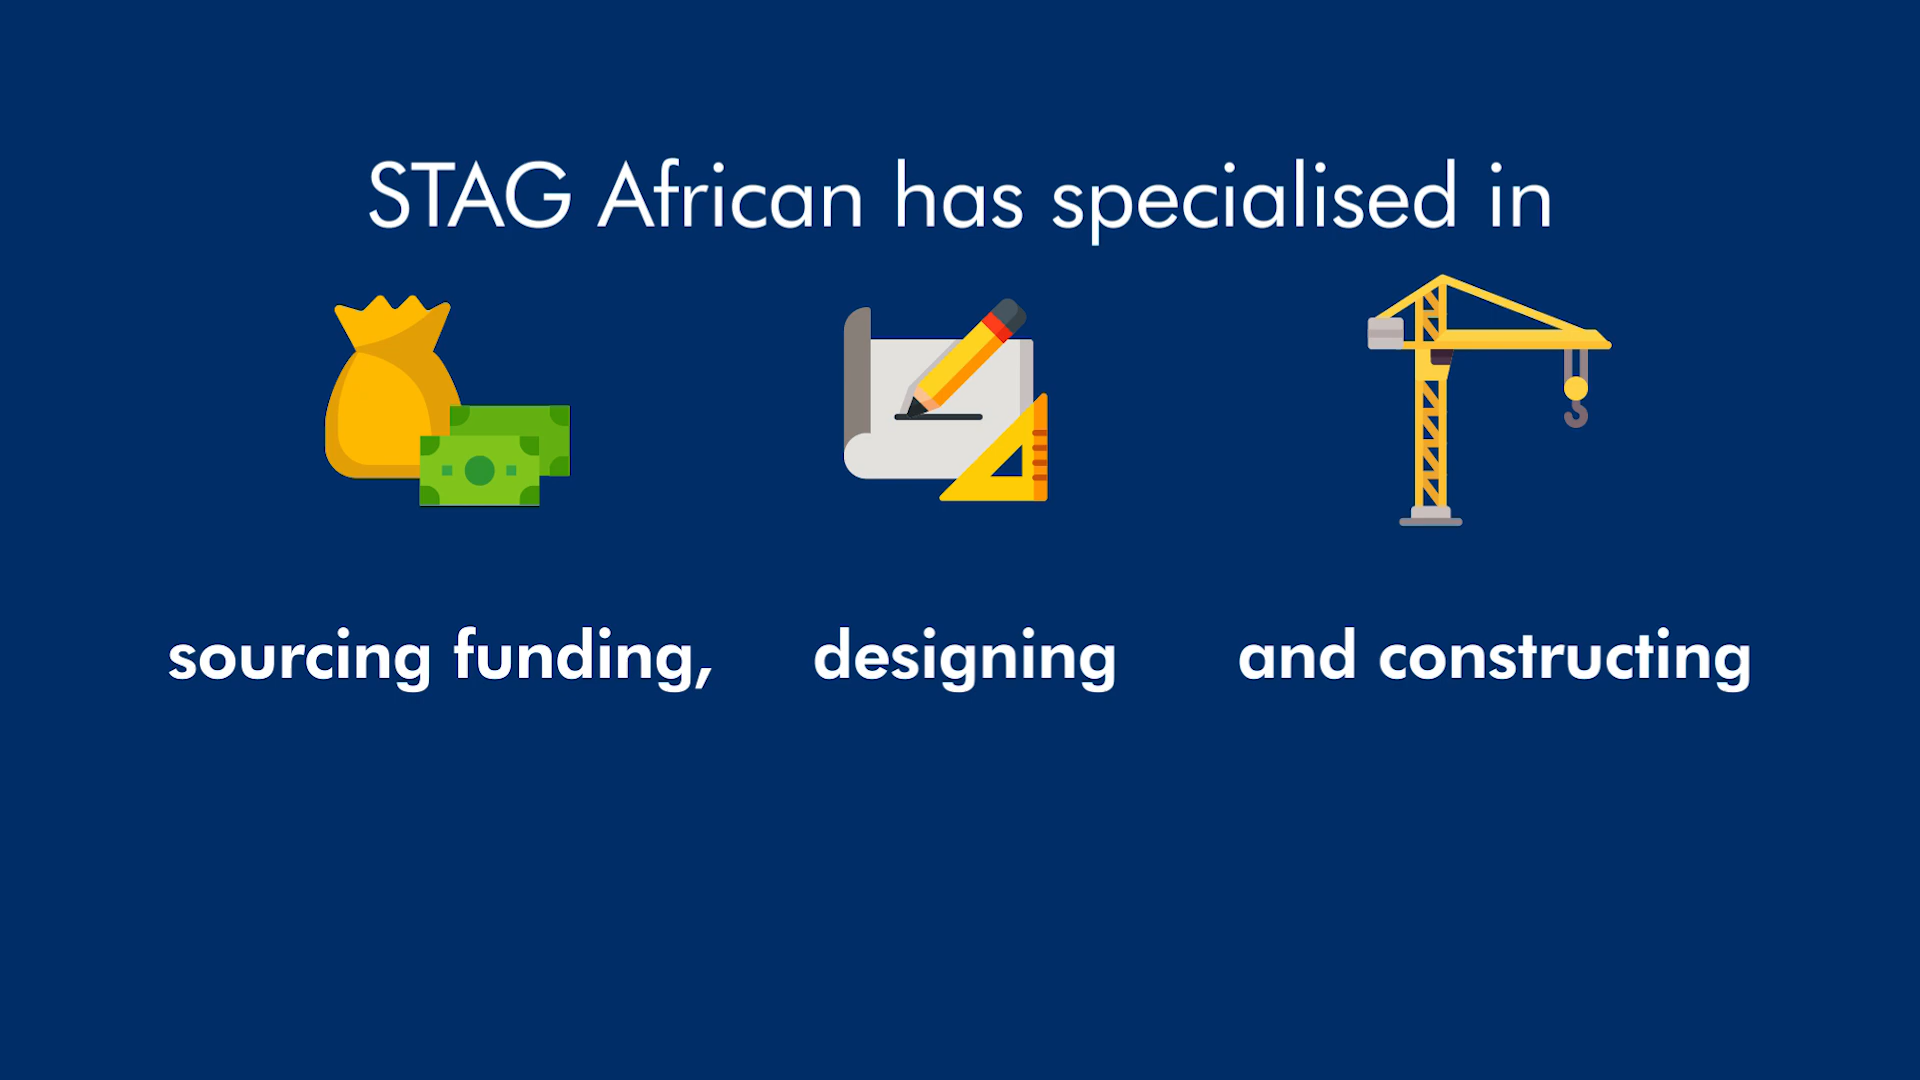 STAG African has specialised in
sourcing funding, designing and constructing